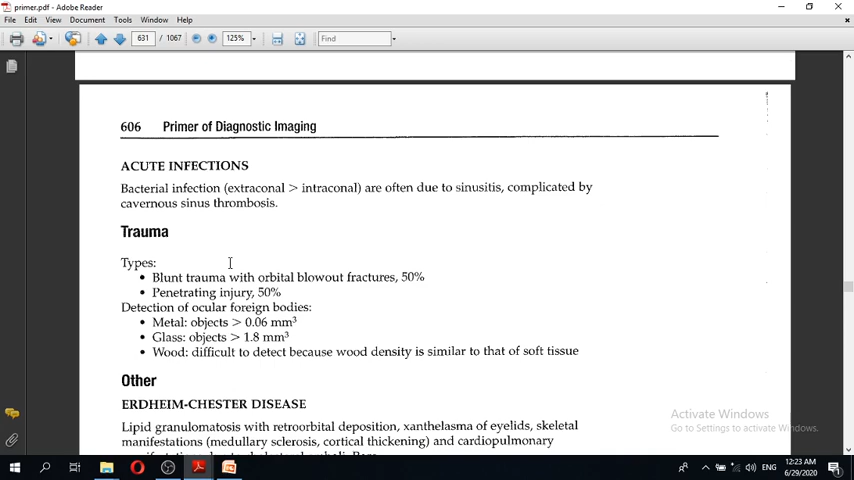 primer.pdf - Adobe Reader
File Edit View Document Tools Window Help
631 / 1067 125% Find
606 Primer of Diagnostic Imaging
ACUTE INFECTIONS
Bacterial infection (extraconal > intraconal) are often due to sinusitis, complicated by
cavernous sinus thrombosis.
Trauma
Types:
• Blunt trauma with orbital blowout fractures, 50%
• Penetrating injury, 50%
Detection of ocular foreign bodies:
• Metal: objects > 0.06 mm³
• Glass: objects > 1.8 mm³
• Wood: difficult to detect because wood density is similar to that of soft tissue
Other
ERDHEIM-CHESTER DISEASE
Lipid granulomatosis with retroorbital deposition, xanthelasma of eyelids, skeletal
manifestations (medullary sclerosis, cortical thickening) and cardiopulmonary
Activate Windows
Go to Settings to activate Windows.
ENG
12:23 AM
6/29/2020